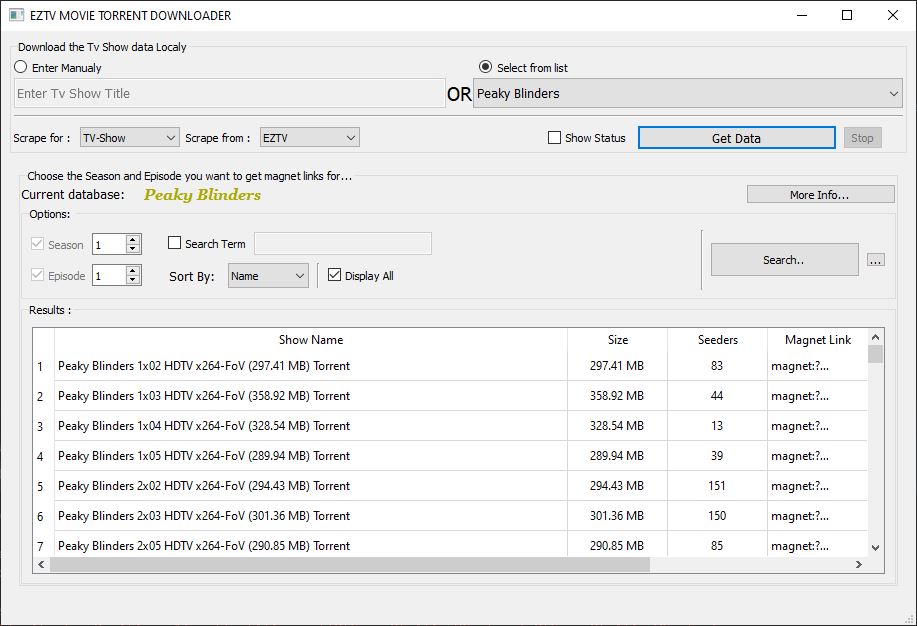 EZTV MOVIE TORRENT DOWNLOADER
Download the Tv Show data Localy
Enter Manualy
Select from list
Enter Tv Show Title
OR
Peaky Blinders
Scrape for : TV-Show Scrape from : EZTV Show Status Get Data Stop
Choose the Season and Episode you want to get magnet links for...
Current database: Peaky Blinders More Info...
Options:
Season 1 Search Term
Episode 1 Sort By: Name Display All Search.. ...
Results :
Show Name Size Seeders Magnet Link
1 Peaky Blinders 1x02 HDTV x264-FoV (297.41 MB) Torrent 297.41 MB 83 magnet:?...
2 Peaky Blinders 1x03 HDTV x264-FoV (358.92 MB) Torrent 358.92 MB 44 magnet:?...
3 Peaky Blinders 1x04 HDTV x264-FoV (328.54 MB) Torrent 328.54 MB 13 magnet:?...
4 Peaky Blinders 1x05 HDTV x264-FoV (289.94 MB) Torrent 289.94 MB 39 magnet:?...
5 Peaky Blinders 2x02 HDTV x264-FoV (294.43 MB) Torrent 294.43 MB 151 magnet:?...
6 Peaky Blinders 2x03 HDTV x264-FoV (301.36 MB) Torrent 301.36 MB 150 magnet:?...
7 Peaky Blinders 2x05 HDTV x264-FoV (290.85 MB) Torrent 290.85 MB 85 magnet:?...